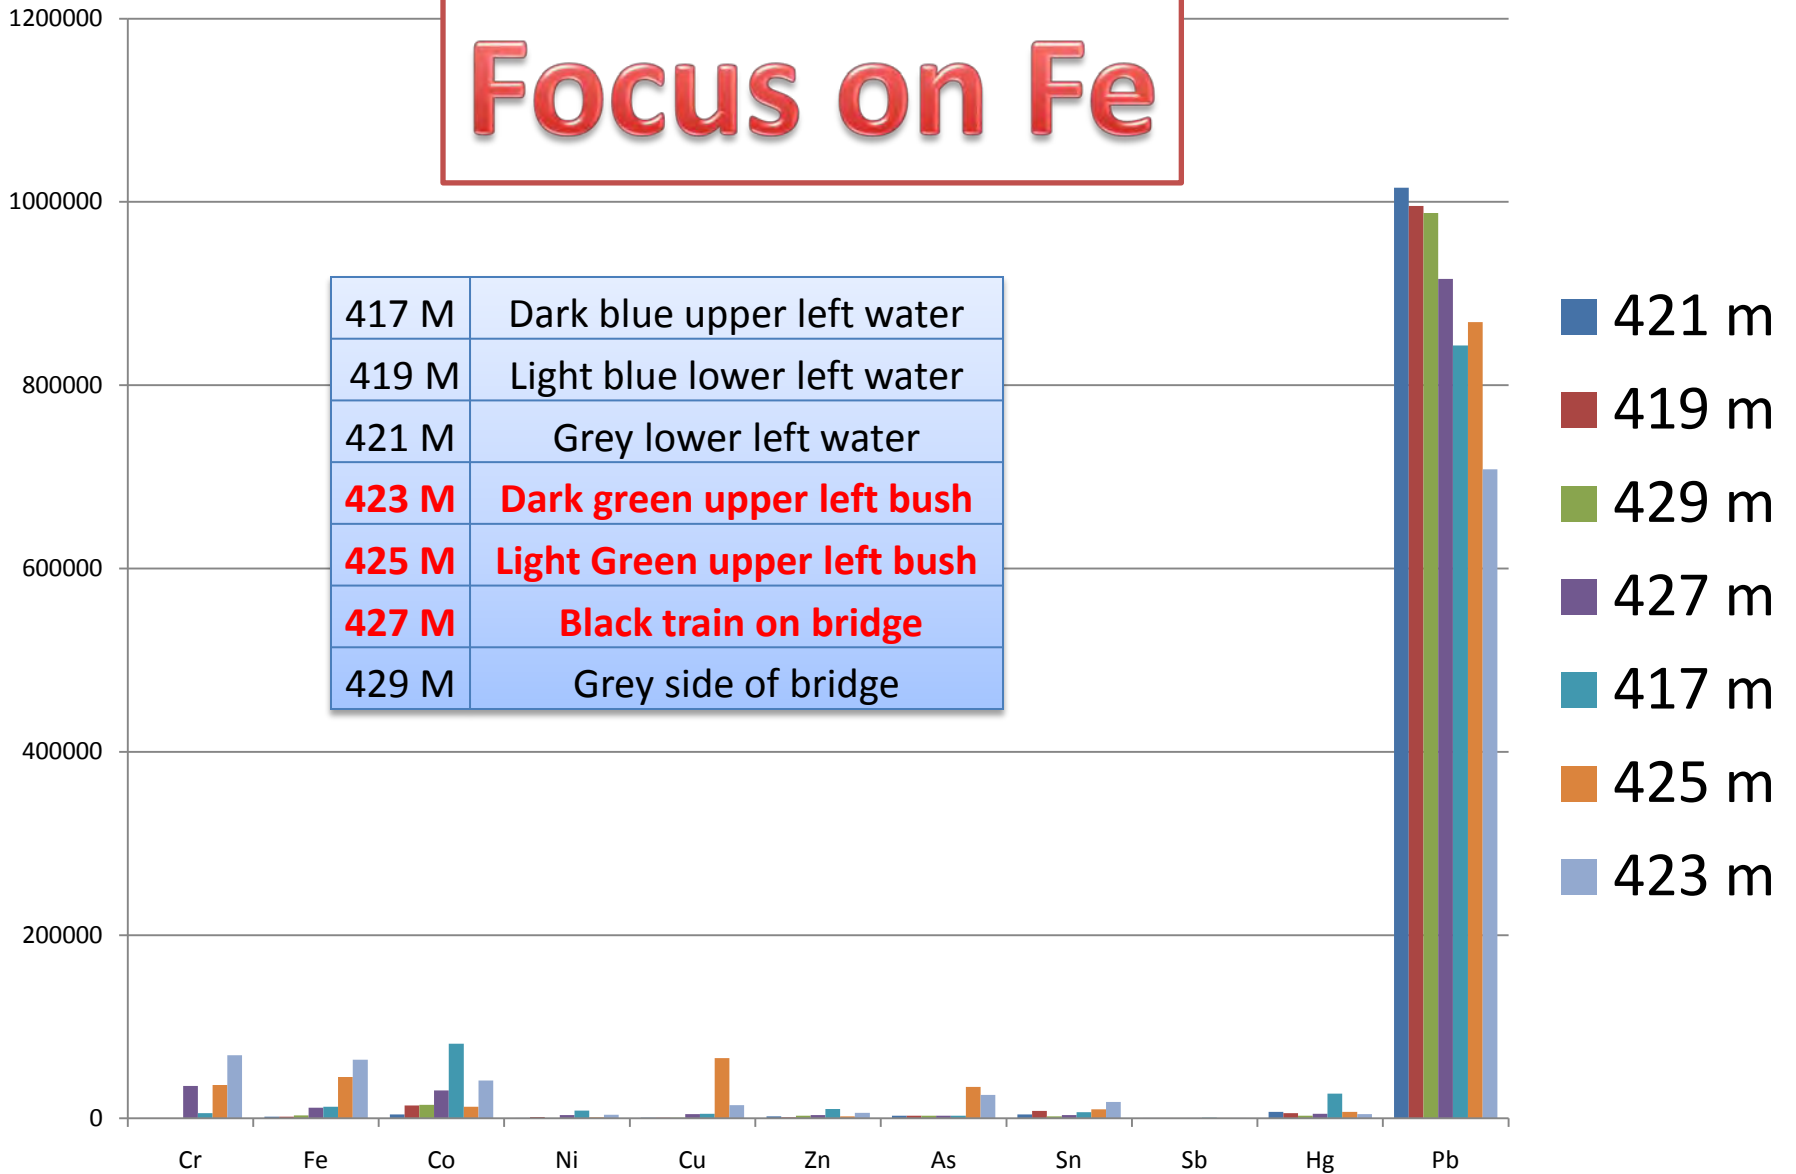 Focus on Fe
1200000
1000000
800000
600000
400000
200000
0
417 M Dark blue upper left water
419 M Light blue lower left water
421 M Grey lower left water
423 M Dark green upper left bush
425 M Light Green upper left bush
427 M Black train on bridge
429 M Grey side of bridge
421 m
419 m
429 m
427 m
417 m
425 m
423 m
Cr Fe Co Ni Cu Zn As Sn Sb Hg Pb